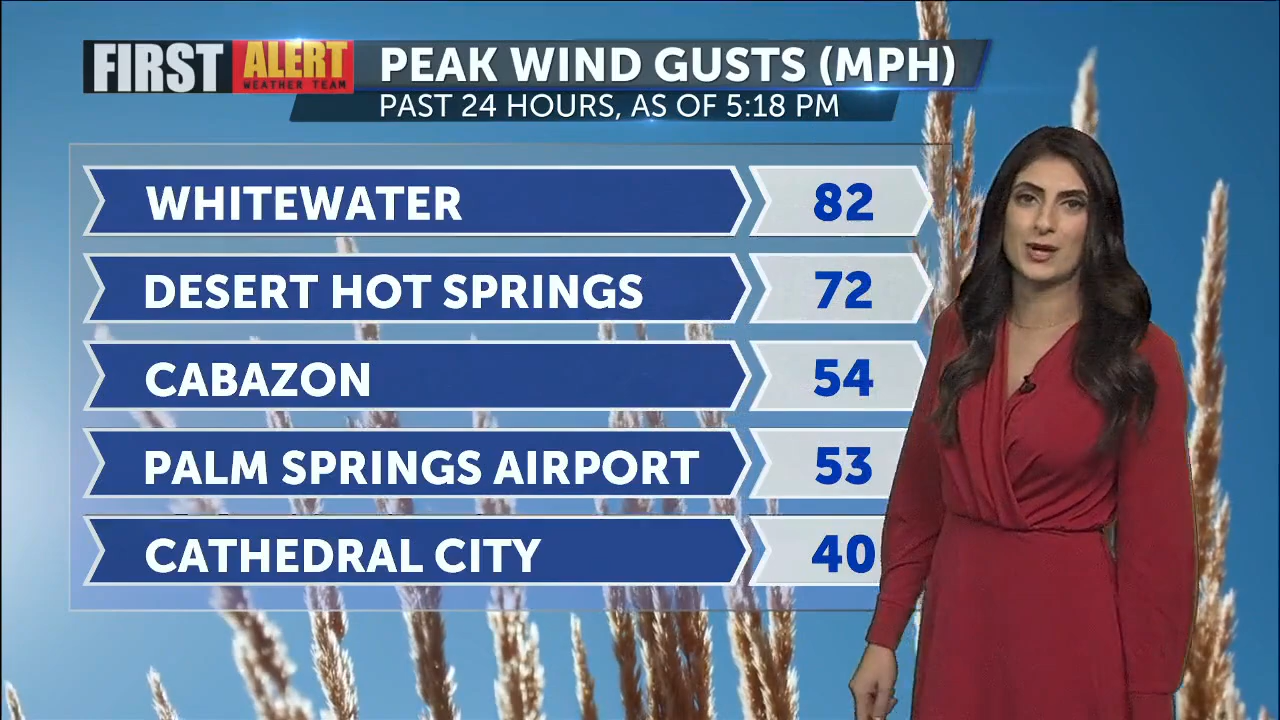 FIRST ALERT
WEATHER TEAM
PEAK WIND GUSTS (MPH)
PAST 24 HOURS, AS OF 5:18 PM
WHITEWATER 82
DESERT HOT SPRINGS 72
CABAZON 54
PALM SPRINGS AIRPORT 53
CATHEDRAL CITY 40